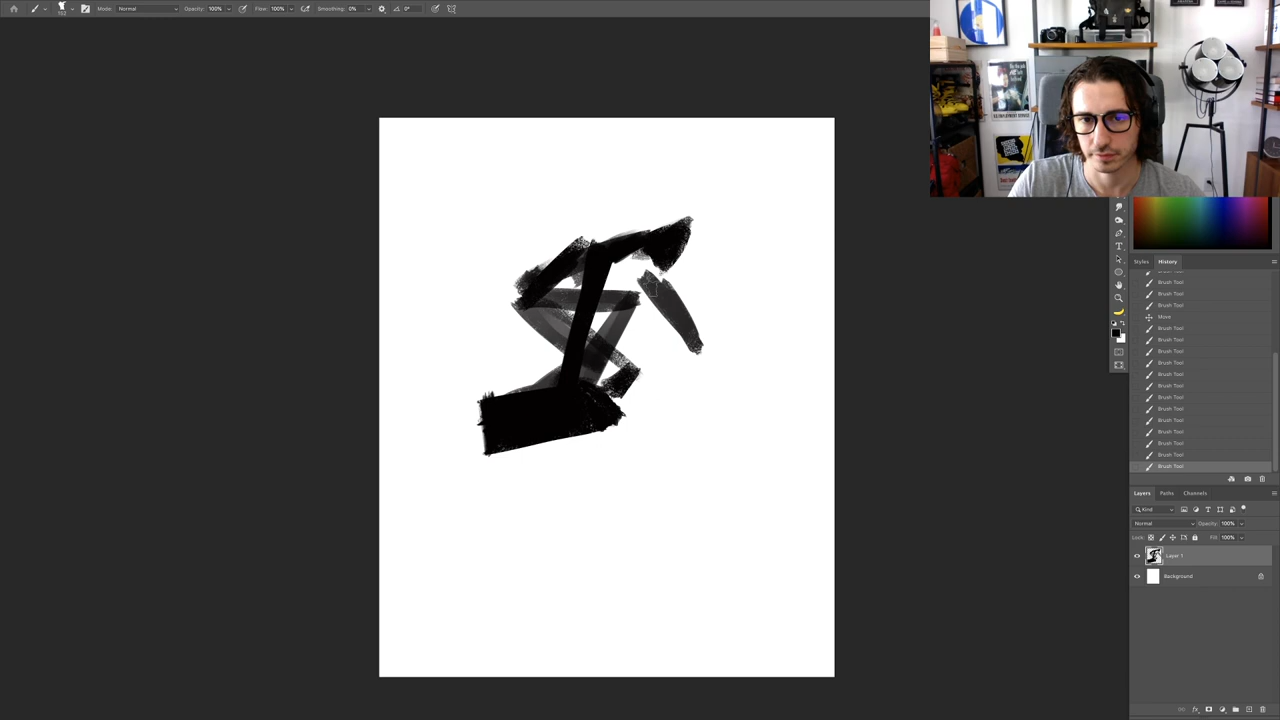 Mode: Normal Opacity: 100% Flow: 100% Smoothing: 0% 0°
Styles History
Brush Tool
Brush Tool
Brush Tool
Move
Brush Tool
Brush Tool
Brush Tool
Brush Tool
Brush Tool
Brush Tool
Brush Tool
Brush Tool
Brush Tool
Brush Tool
Brush Tool
Brush Tool
Brush Tool
Layers Paths Channels
Kind
Normal Opacity: 100%
Lock: Fill: 100%
Layer 1
Background